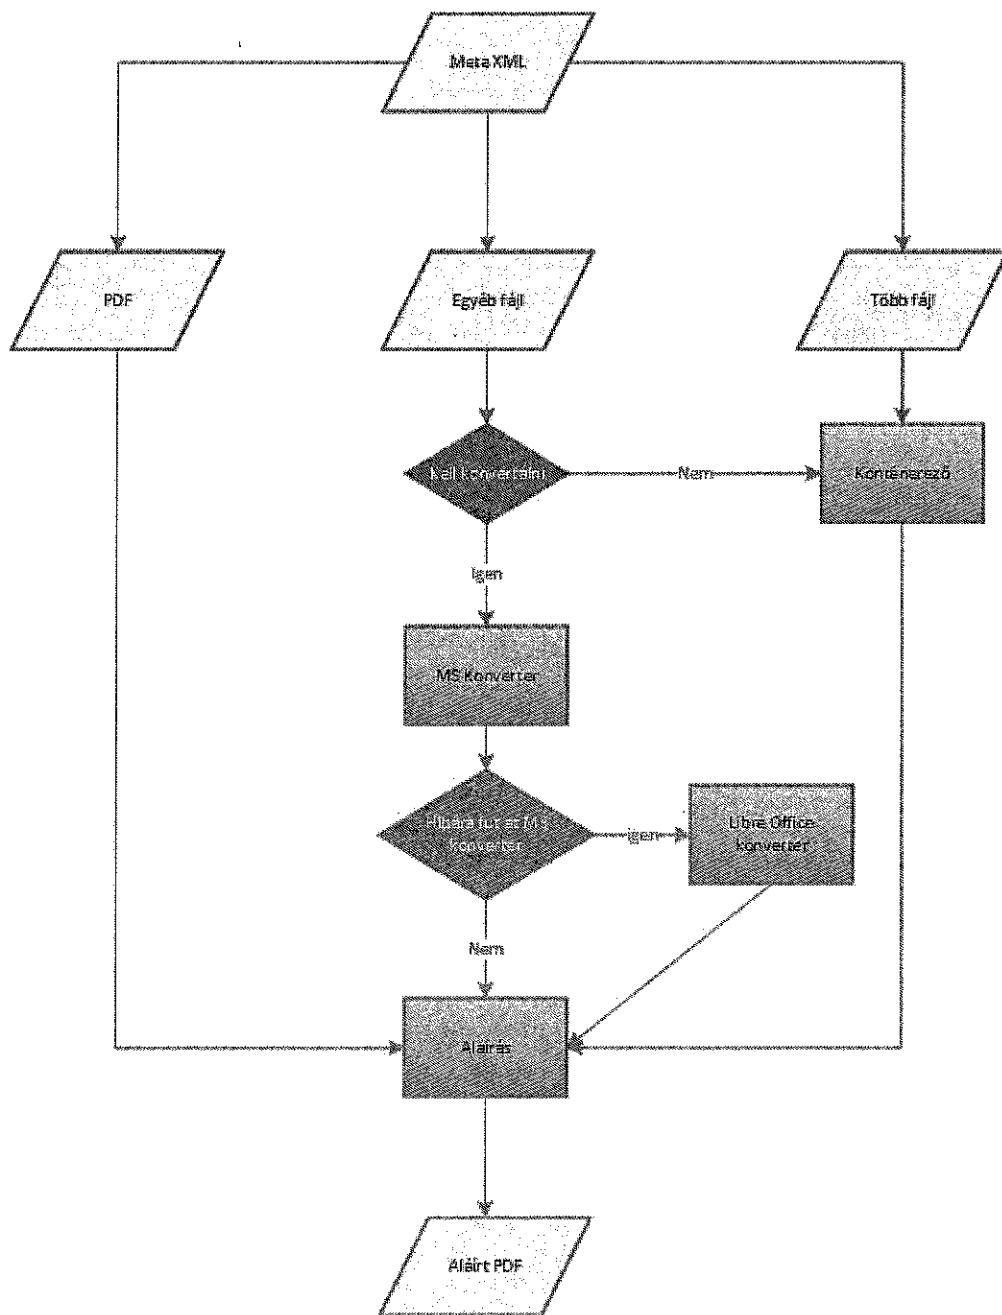 Meta XML
PDF
Egyéb fájl
Több fájl
Kell konvertálni
Nem
Konténerező
Igen
MS Konverter
Hibára fut az MS
konverter
igen
Libre Office
konverter
Nem
Aláírás
Aláírt PDF